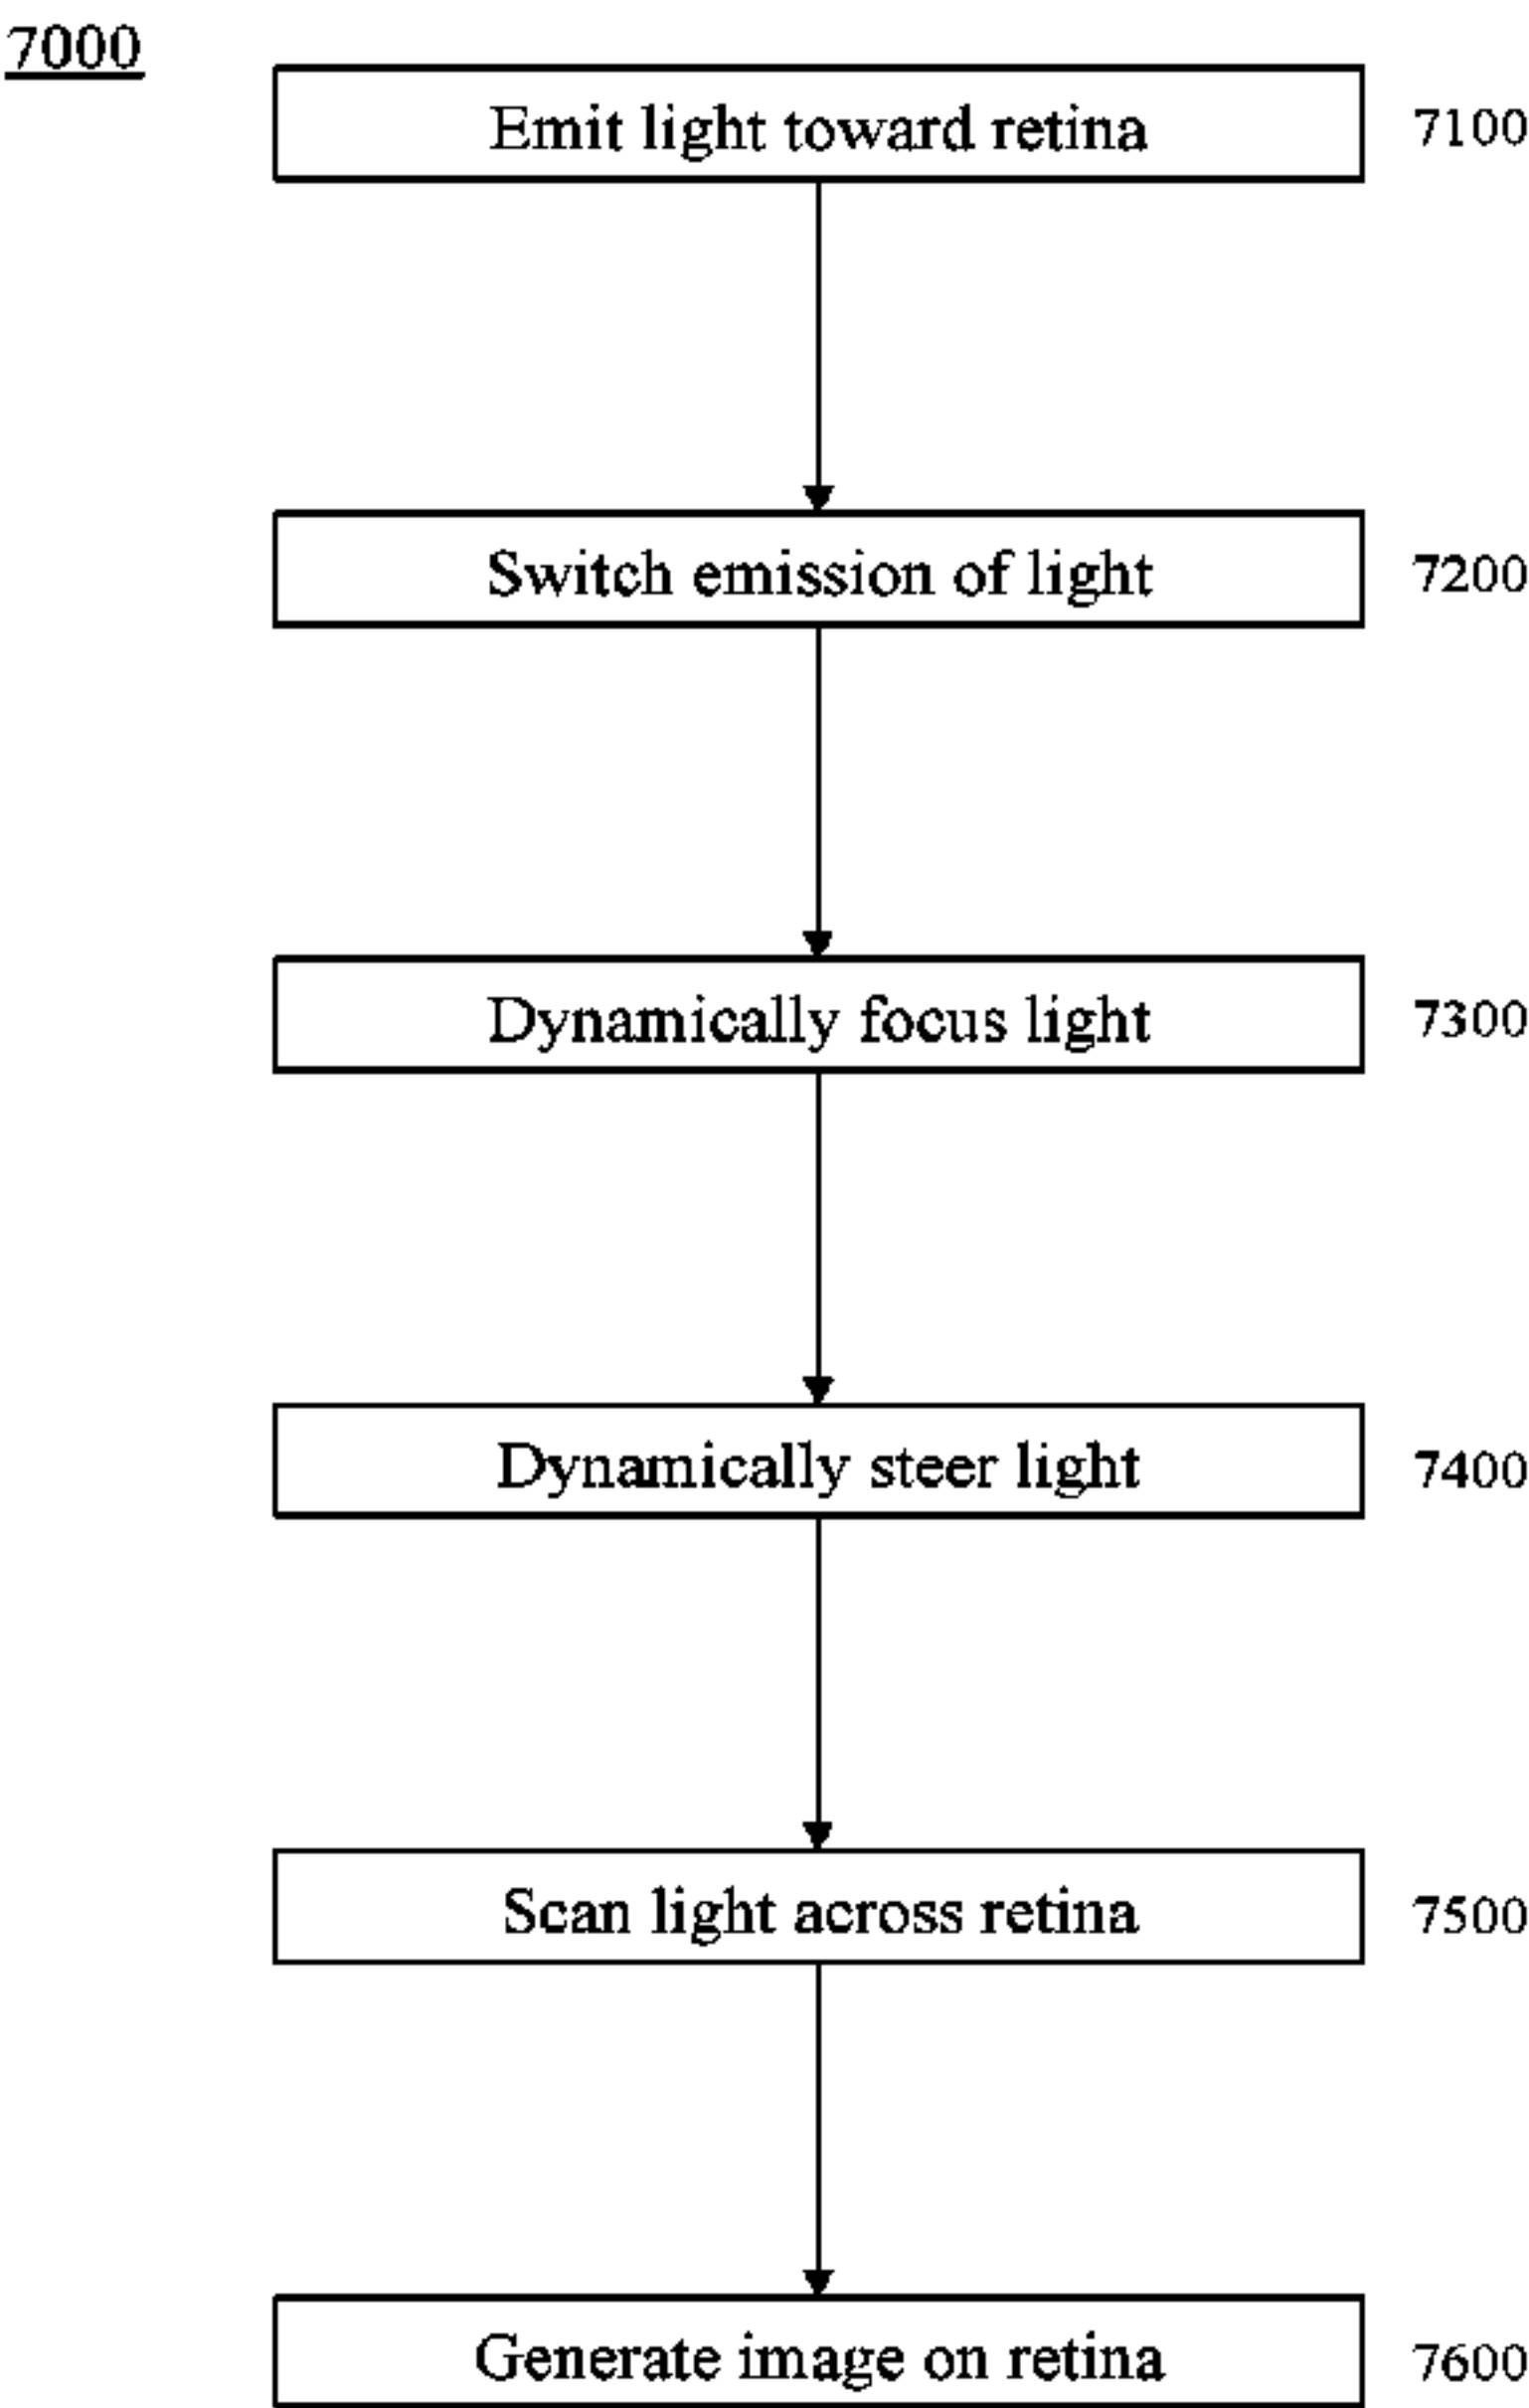 7000
Emit light toward retina 7100
Switch emission of light 7200
Dynamically focus light 7300
Dynamically steer light 7400
Scan light across retina 7500
Generate image on retina 7600